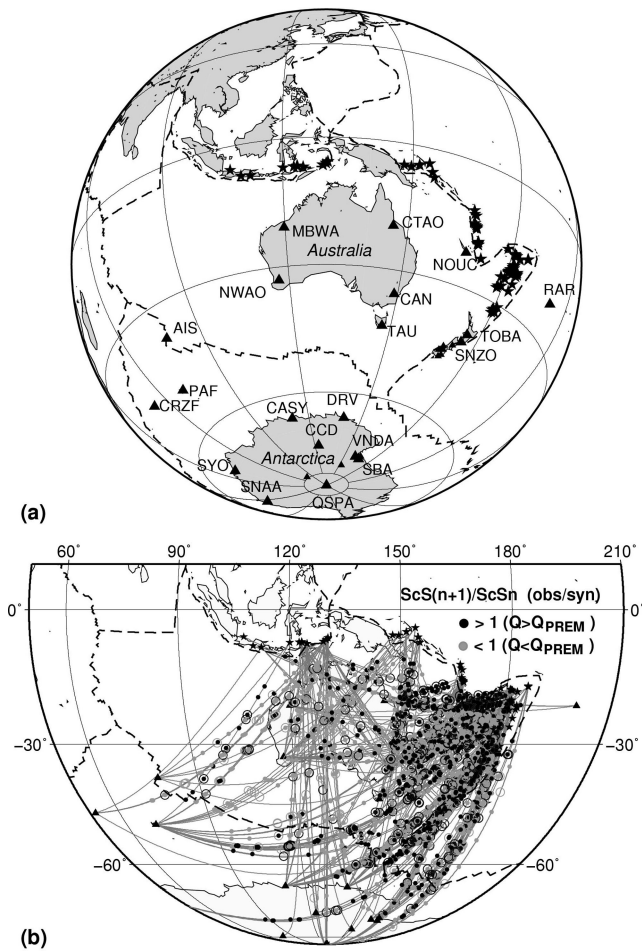 MBWA
CTAO
Australia
NOUC
NWAO
CAN
RAR
AIS
TAU
TOBA
SNZO
PAF
CRZF
CASY
DRV
CCD
VNDA
Antarctica
SYO
SBA
SNAA
QSPA
(a)
60° 90° 120° 150° 185° 210°
ScS(n+1)/ScSn (obs/syn)
0° 0°
> 1 (Q>QPREM )
< 1 (Q<QPREM )
−30° −30°
−60° −60°
(b)